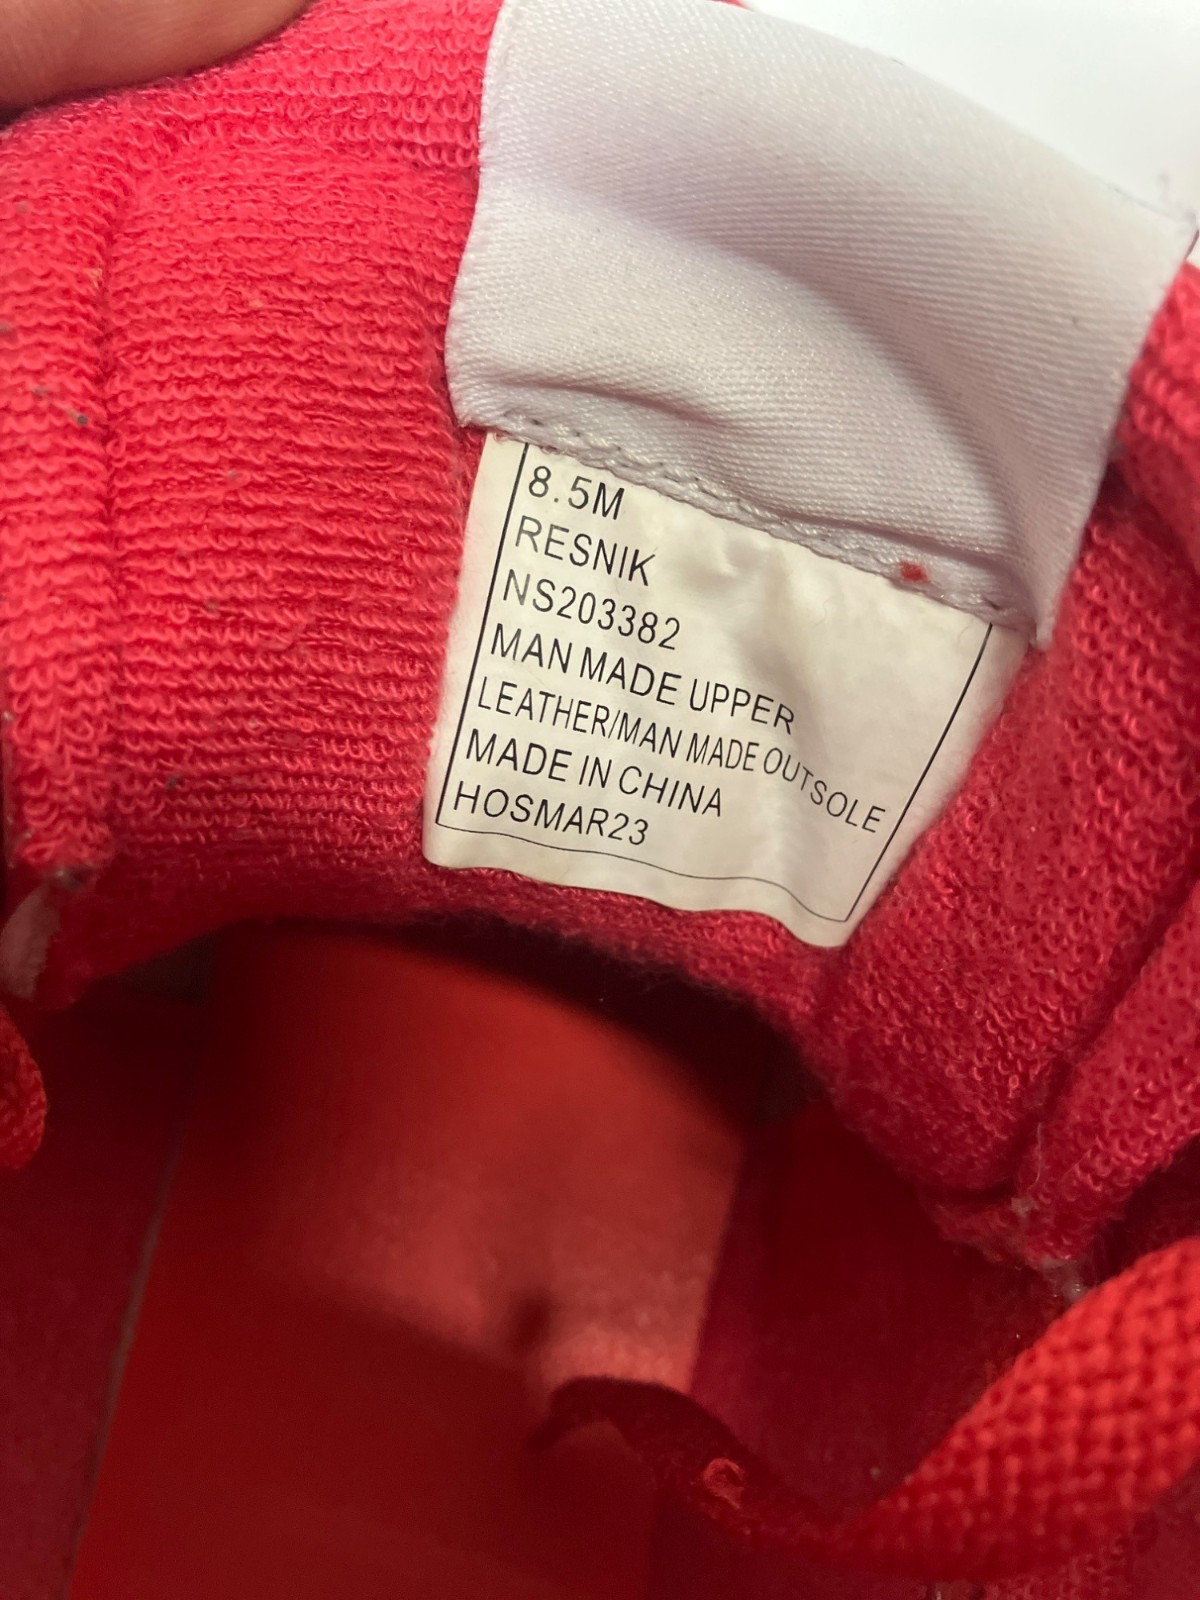 8.5M
RESNIK
NS203382
MAN MADE UPPER
LEATHER/MAN MADE OUTSOLE
MADE IN CHINA
HOSMAR23